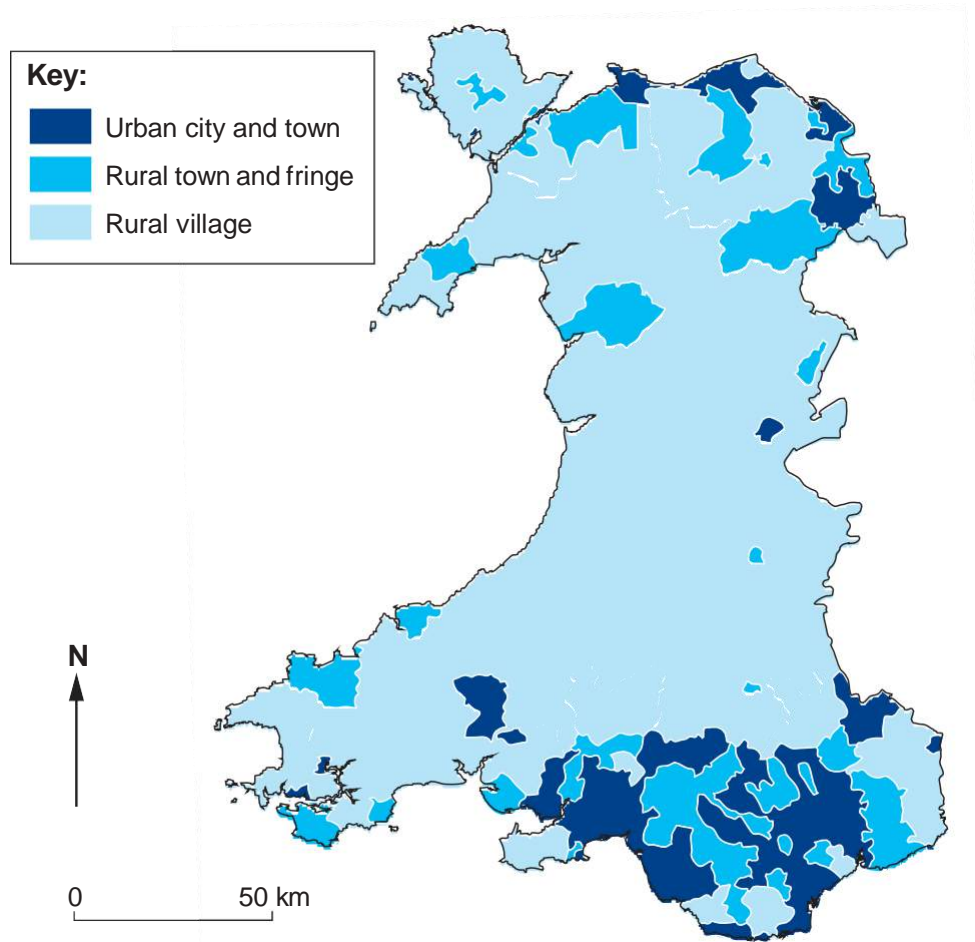 Key:
Urban city and town
Rural town and fringe
Rural village
N
0 50 km